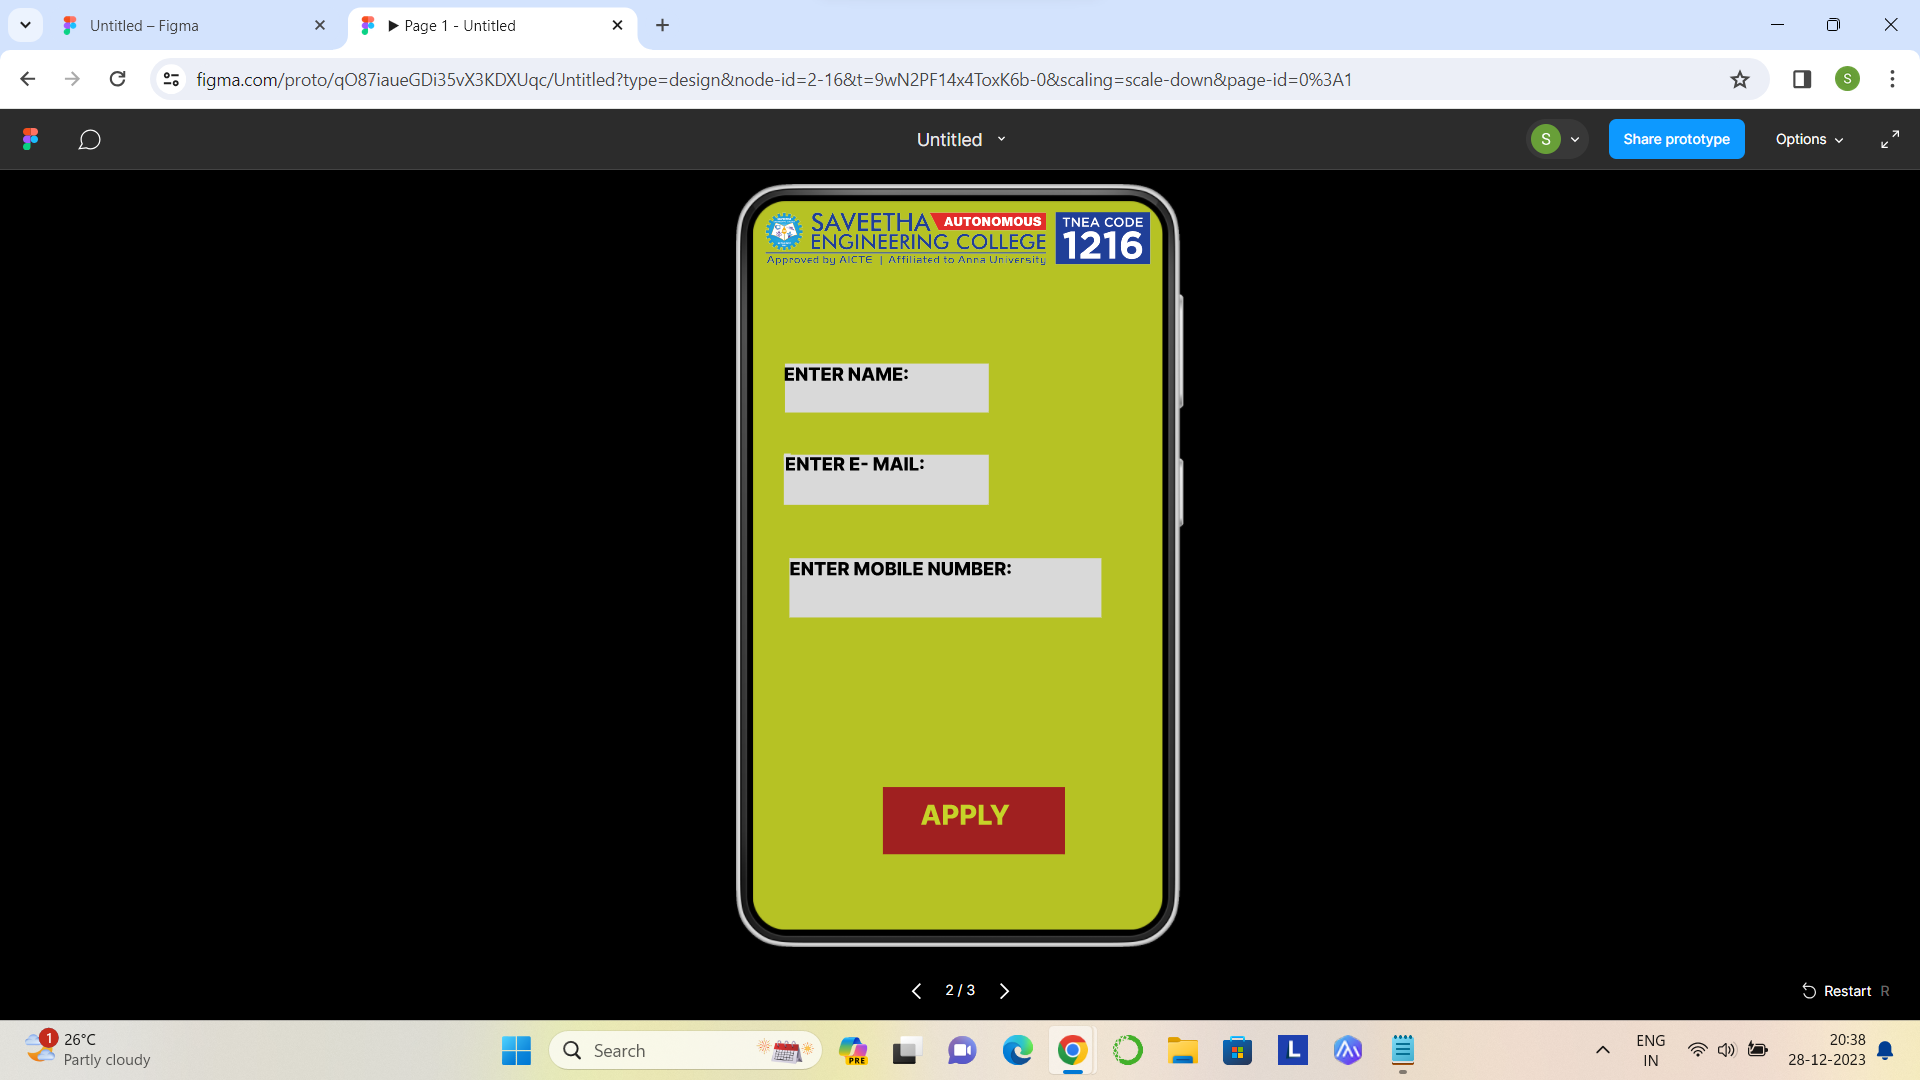 Untitled – Figma
Page 1 - Untitled
figma.com/proto/qO87iaueGDi35vX3KDXUqc/Untitled?type=design&node-id=2-16&t=9wN2PF14x4ToxK6b-0&scaling=scale-down&page-id=0%3A1
S
Untitled
S
Share prototype
Options
SAVEETHA AUTONOMOUS
ENGINEERING COLLEGE
Approved by AICTE | Affiliated to Anna University
TNEA CODE
1216
ENTER NAME:
ENTER E- MAIL:
ENTER MOBILE NUMBER:
APPLY
2 / 3
Restart R
1
26°C
Partly cloudy
Search
PRE
L
ENG
IN
20:38
28-12-2023